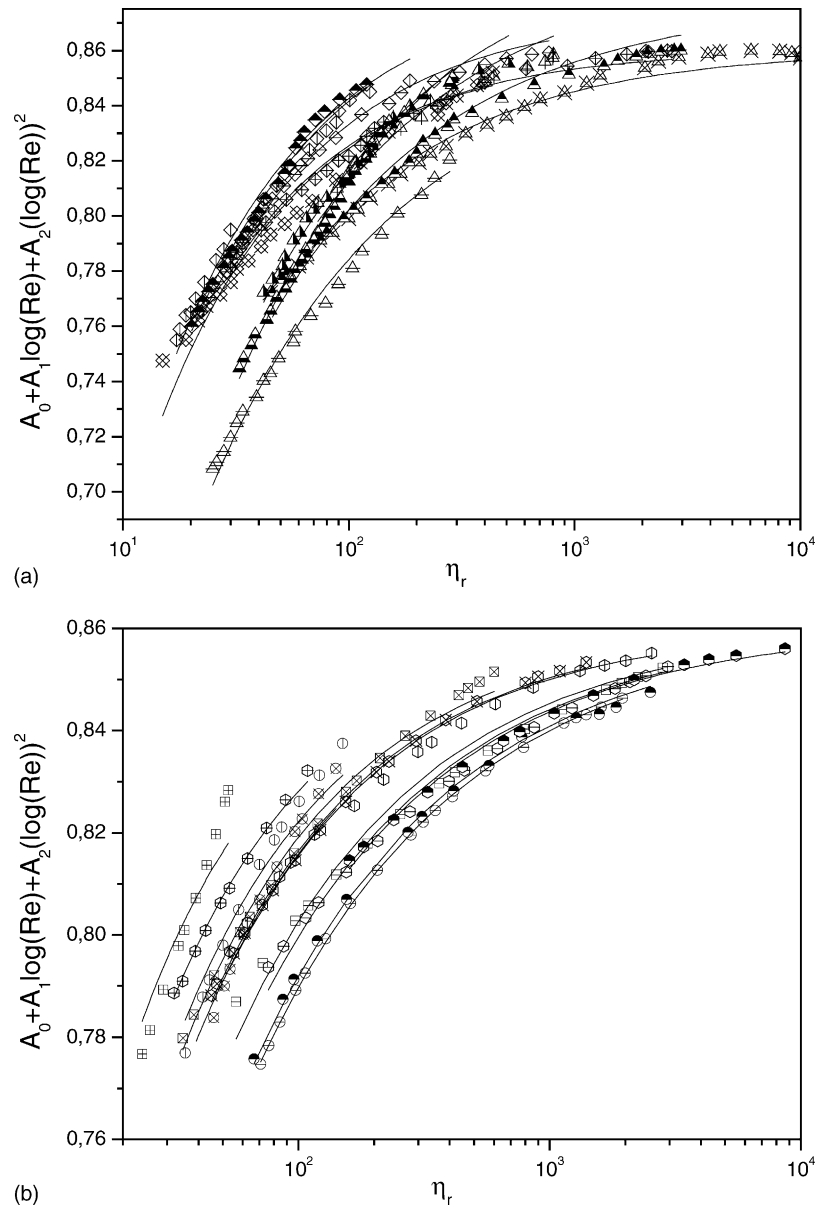 0,86
0,84
0,82
0,80
0,78
0,76
0,74
0,72
0,70
A₀+A₁log(Re)+A₂(log(Re))²
10¹ 10² 10³ 10⁴
ηᵣ
(a)
0,86
0,84
0,82
0,80
0,78
0,76
A₀+A₁log(Re)+A₂(log(Re))²
10² 10³ 10⁴
ηᵣ
(b)